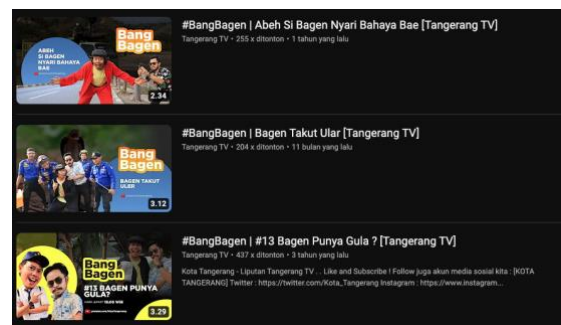 ABEH
SI BAGEN
NYARI BAHAYA
BAE
Bang
Bagen
2.34
#BangBagen | Abeh Si Bagen Nyari Bahaya Bae [Tangerang TV]
Tangerang TV • 255 x ditonton • 1 tahun yang lalu
Bang
Bagen
BAGEN TAKUT
ULER
3.12
#BangBagen | Bagen Takut Ular [Tangerang TV]
Tangerang TV • 204 x ditonton • 11 bulan yang lalu
Bang
Bagen
#13 BAGEN PUNYA
GULA?
3.29
#BangBagen | #13 Bagen Punya Gula ? [Tangerang TV]
Tangerang TV • 437 x ditonton • 3 tahun yang lalu
Kota Tangerang - Liputan Tangerang TV . . Like and Subscribe ! Follow juga akun media sosial kita : [KOTA
TANGERANG] Twitter : https://twitter.com/Kota_Tangerang Instagram : https://www.instagram...